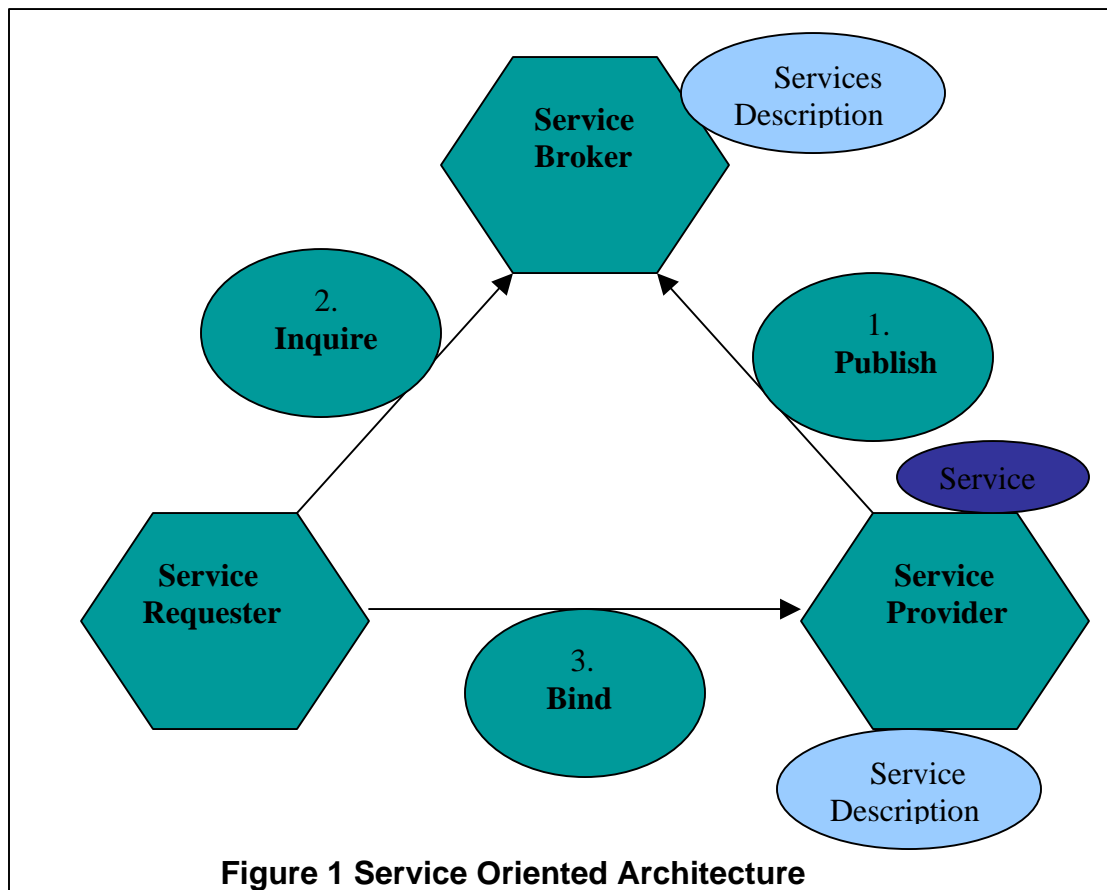 Services
Description
Service
Broker
2.
Inquire
1.
Publish
Service
Service
Requester
Service
Provider
3.
Bind
Service
Description
Figure 1 Service Oriented Architecture